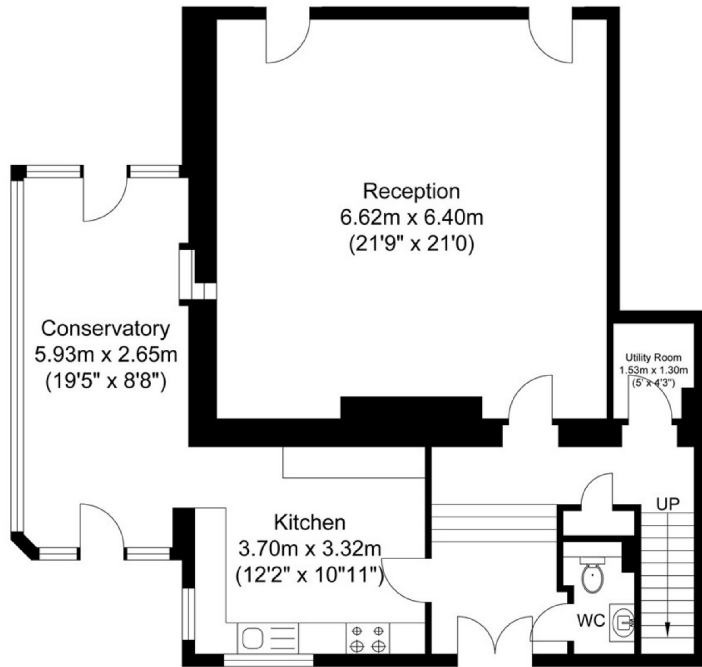 Reception
6.62m x 6.40m
(21'9" x 21'0)
Conservatory
5.93m x 2.65m
(19'5" x 8'8")
Utility Room
1.53m x 1.30m
(5' x 4'3")
Kitchen
3.70m x 3.32m
(12'2" x 10"11")
UP
WC